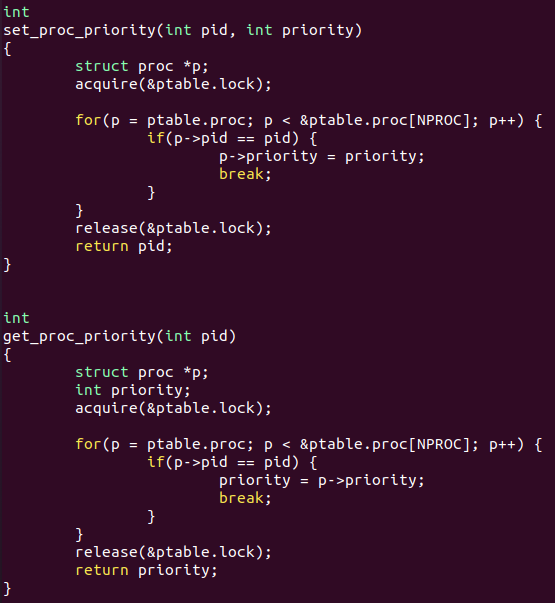 int
set_proc_priority(int pid, int priority)
{
        struct proc *p;
        acquire(&ptable.lock);

        for(p = ptable.proc; p < &ptable.proc[NPROC]; p++) {
                if(p->pid == pid) {
                        p->priority = priority;
                        break;
                }
        }
        release(&ptable.lock);
        return pid;
}


int
get_proc_priority(int pid)
{
        struct proc *p;
        int priority;
        acquire(&ptable.lock);

        for(p = ptable.proc; p < &ptable.proc[NPROC]; p++) {
                if(p->pid == pid) {
                        priority = p->priority;
                        break;
                }
        }
        release(&ptable.lock);
        return priority;
}